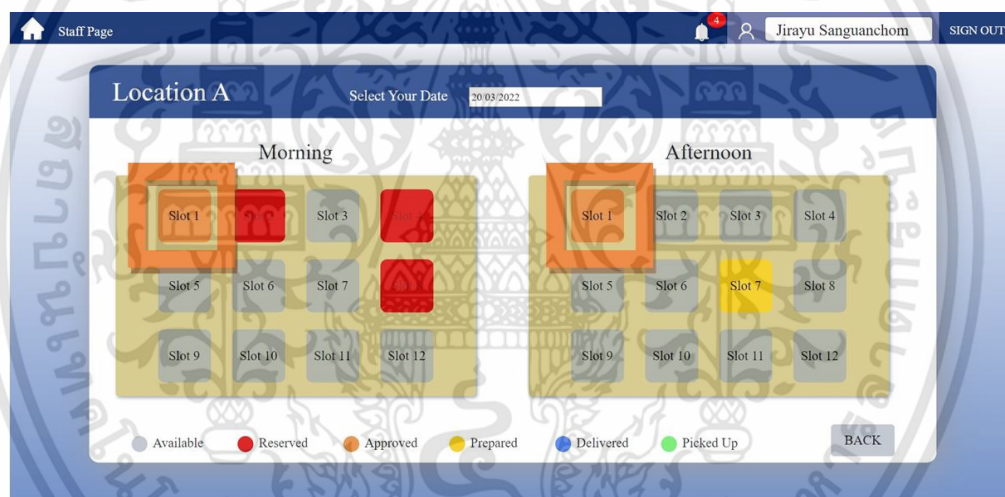 Staff Page
4
Jirayu Sanguanchom
SIGN OUT
Location A
Select Your Date
20/03/2022
Morning
Afternoon
Slot 1
Slot 3
Slot 1
Slot 2
Slot 3
Slot 4
Slot 5
Slot 6
Slot 7
Slot 5
Slot 6
Slot 7
Slot 8
Slot 9
Slot 10
Slot 11
Slot 12
Slot 9
Slot 10
Slot 11
Slot 12
Available
Reserved
Approved
Prepared
Delivered
Picked Up
BACK